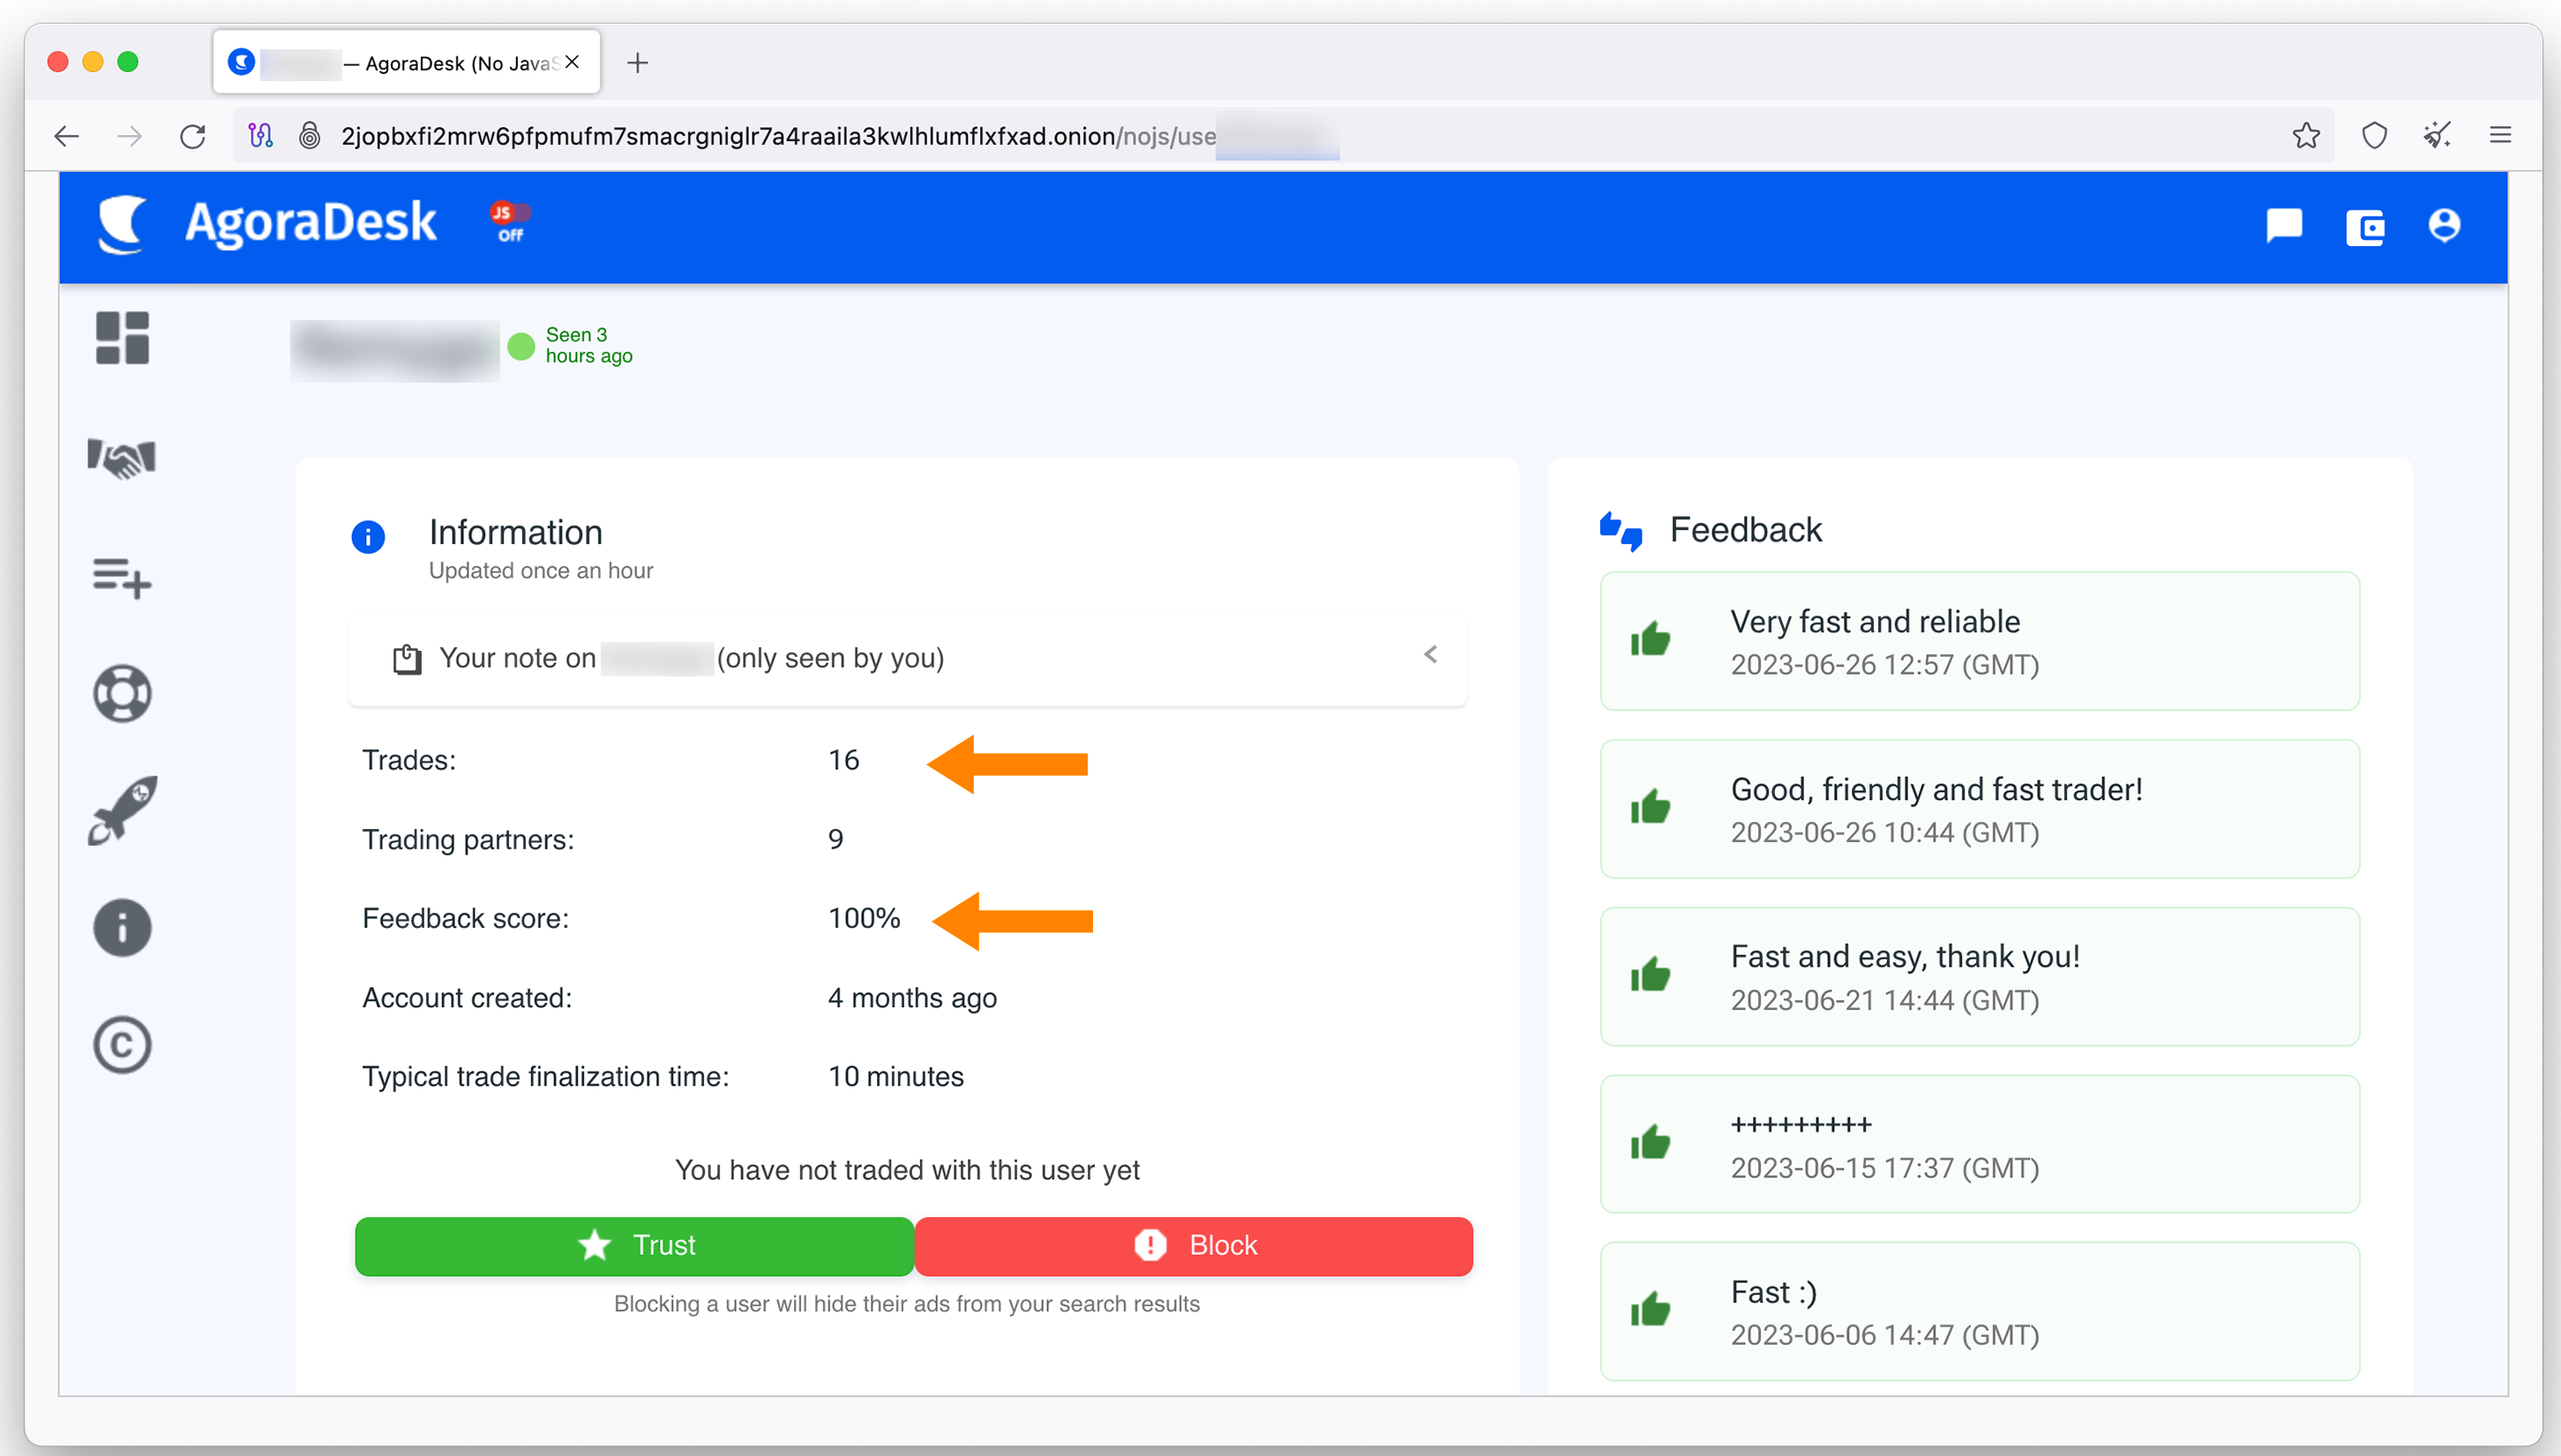 — AgoraDesk (No JavaS
2jopbxfi2mrw6pfpmufm7smacrgniglr7a4raaila3kwlhlumflxfxad.onion/nojs/use
AgoraDesk
JS
Off
Seen 3
hours ago
Information
Updated once an hour
Your note on (only seen by you)
Trades: 16
Trading partners: 9
Feedback score: 100%
Account created: 4 months ago
Typical trade finalization time: 10 minutes
You have not traded with this user yet
Trust
Block
Blocking a user will hide their ads from your search results
Feedback
Very fast and reliable
2023-06-26 12:57 (GMT)
Good, friendly and fast trader!
2023-06-26 10:44 (GMT)
Fast and easy, thank you!
2023-06-21 14:44 (GMT)
+++++++++
2023-06-15 17:37 (GMT)
Fast :)
2023-06-06 14:47 (GMT)